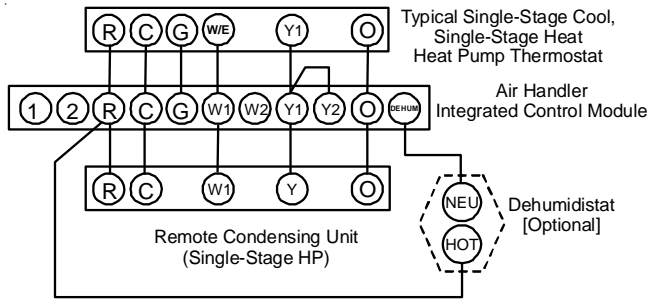 R C G W/E Y1 O
Typical Single-Stage Cool,
Single-Stage Heat
Heat Pump Thermostat
1 2 R C G W1 W2 Y1 Y2 O DEHUM
Air Handler
Integrated Control Module
R C W1 Y O
Remote Condensing Unit
(Single-Stage HP)
NEU
HOT
Dehumidistat
[Optional]